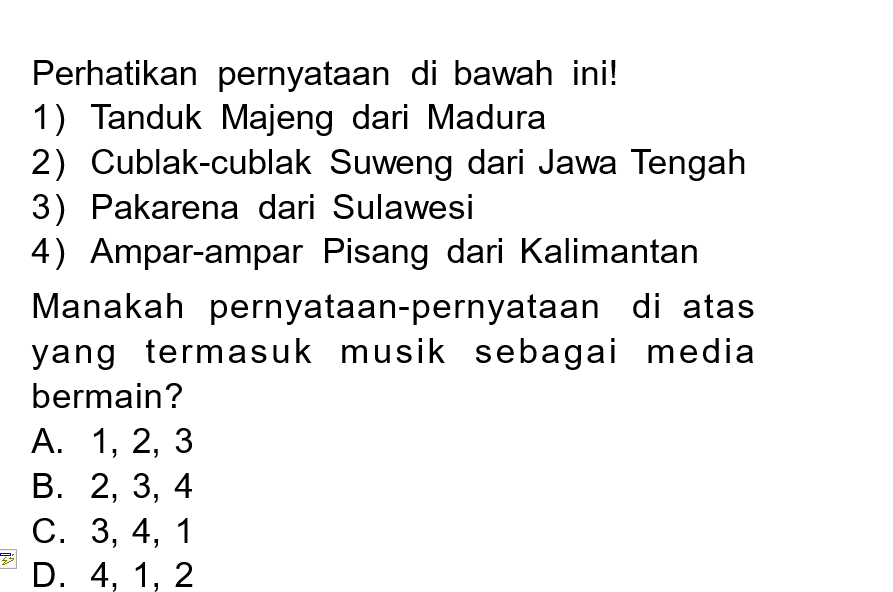 Perhatikan pernyataan di bawah ini!
1) Tanduk Majeng dari Madura
2) Cublak-cublak Suweng dari Jawa Tengah
3) Pakarena dari Sulawesi
4) Ampar-ampar Pisang dari Kalimantan
Manakah pernyataan-pernyataan di atas
yang termasuk musik sebagai media
bermain?
A. 1, 2, 3
B. 2, 3, 4
C. 3, 4, 1
D. 4, 1, 2